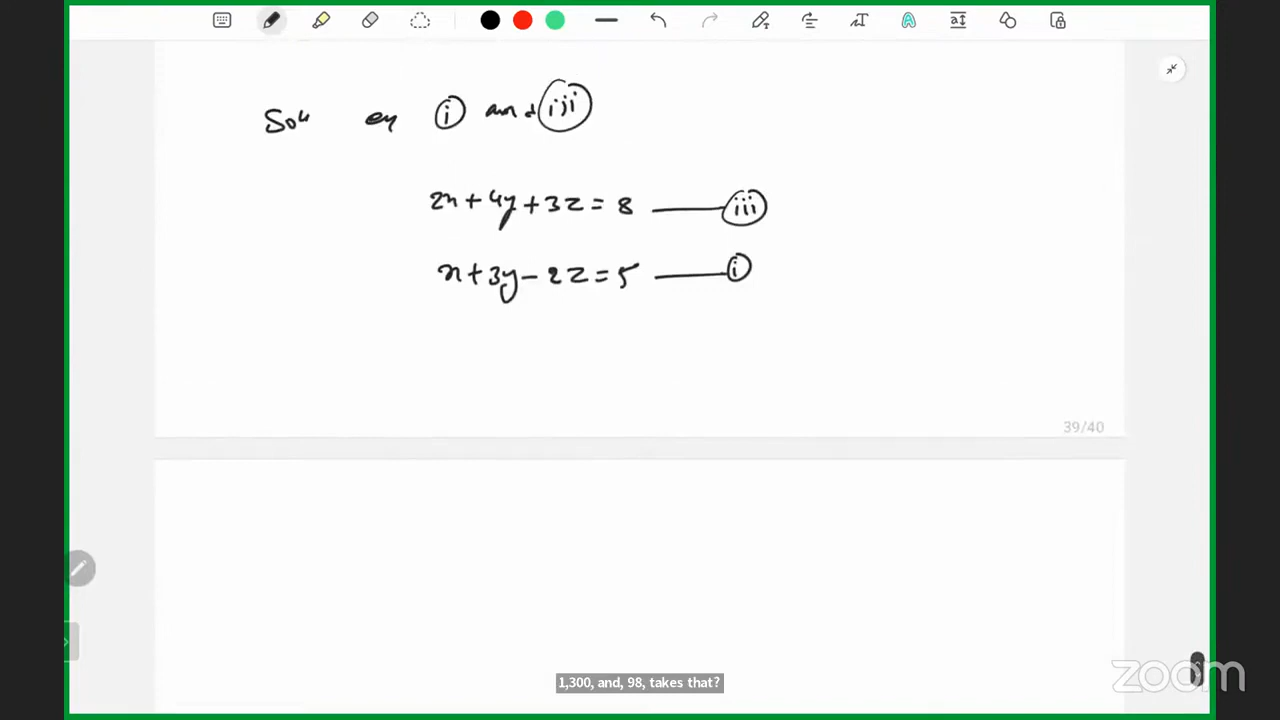 Solⁿ eq (i) and (iii)
2x + 4y + 3z = 8 —— (iii)
x + 3y - 2z = 5 —— (i)
39/40
1,300, and, 98, takes that?
zoom